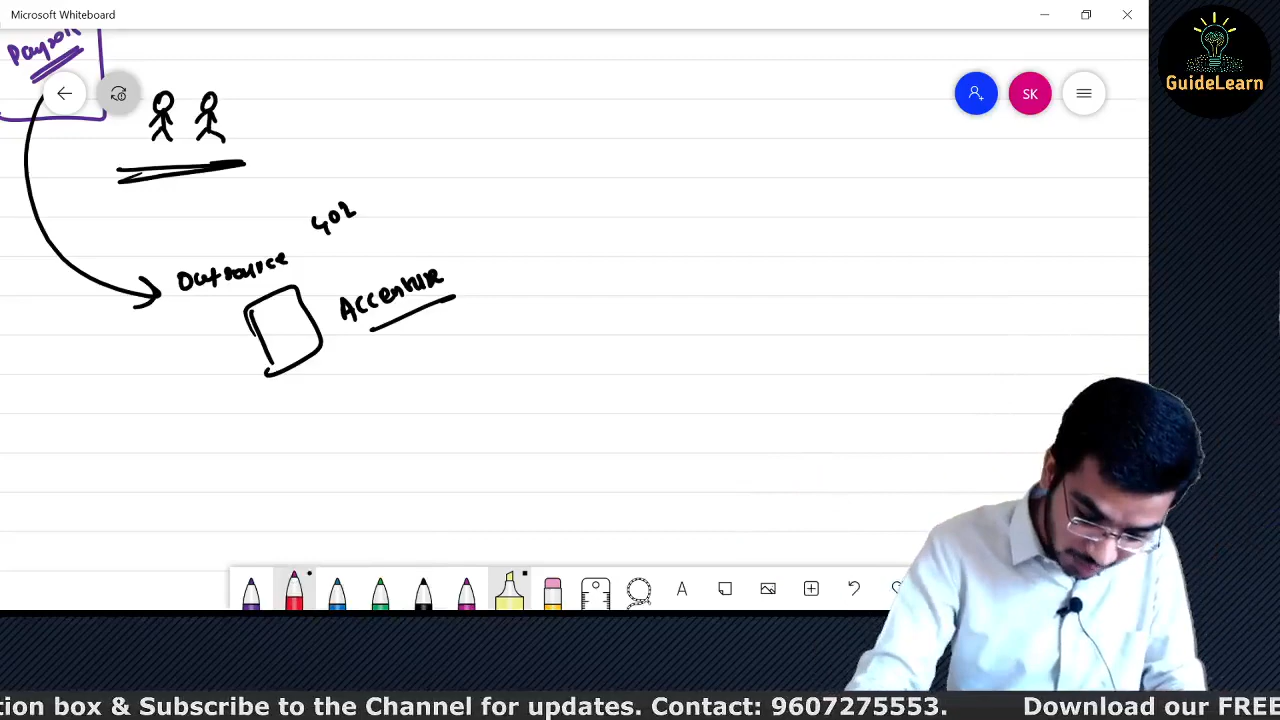 Microsoft Whiteboard
Payroll
SK
GuideLearn
402
Outsource
Accenture
A
tion box & Subscribe to the Channel for updates. Contact: 9607275553. Download our FREE